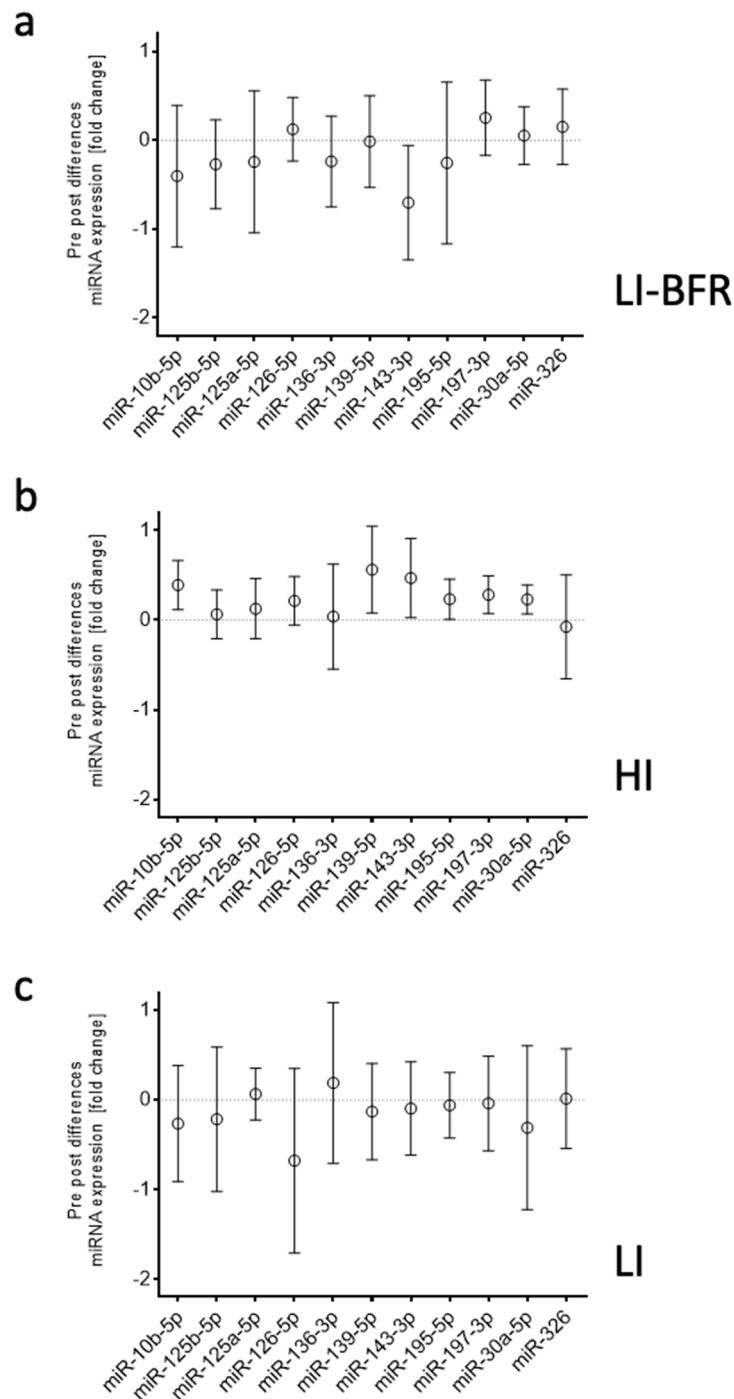 a
Pre post differences
miRNA expression [fold change]
1
0
-1
-2
miR-10b-5p
miR-125b-5p
miR-125a-5p
miR-126-5p
miR-136-3p
miR-139-5p
miR-143-3p
miR-195-5p
miR-197-3p
miR-30a-5p
miR-326
LI-BFR
b
Pre post differences
miRNA expression [fold change]
1
0
-1
-2
miR-10b-5p
miR-125b-5p
miR-125a-5p
miR-126-5p
miR-136-3p
miR-139-5p
miR-143-3p
miR-195-5p
miR-197-3p
miR-30a-5p
miR-326
HI
c
Pre post differences
miRNA expression [fold change]
1
0
-1
-2
miR-10b-5p
miR-125b-5p
miR-125a-5p
miR-126-5p
miR-136-3p
miR-139-5p
miR-143-3p
miR-195-5p
miR-197-3p
miR-30a-5p
miR-326
LI